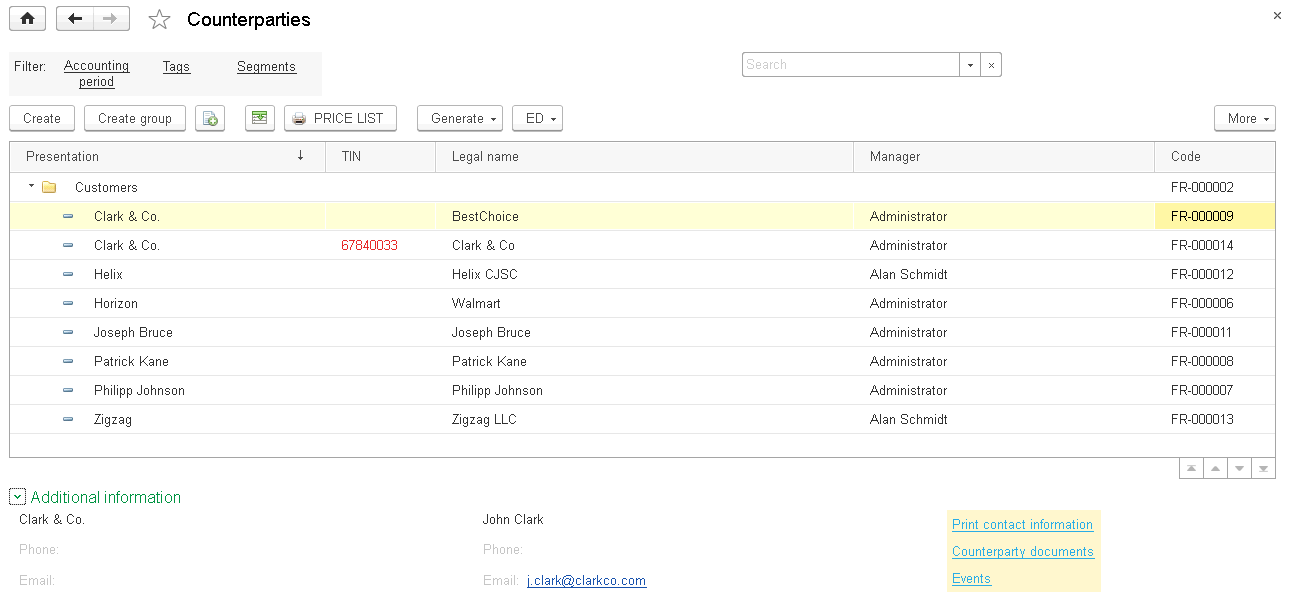 Counterparties
Filter: Accounting period Tags Segments
Search
Create Create group PRICE LIST Generate ED More
Presentation TIN Legal name Manager Code
Customers FR-000002
Clark & Co. BestChoice Administrator FR-000009
Clark & Co. 67840033 Clark & Co Administrator FR-000014
Helix Helix CJSC Alan Schmidt FR-000012
Horizon Walmart Administrator FR-000006
Joseph Bruce Joseph Bruce Administrator FR-000011
Patrick Kane Patrick Kane Administrator FR-000008
Philipp Johnson Philipp Johnson Administrator FR-000007
Zigzag Zigzag LLC Alan Schmidt FR-000013
Additional information
Clark & Co. John Clark Print contact information
Phone: Phone: Counterparty documents
Email: Email: j.clark@clarkco.com Events